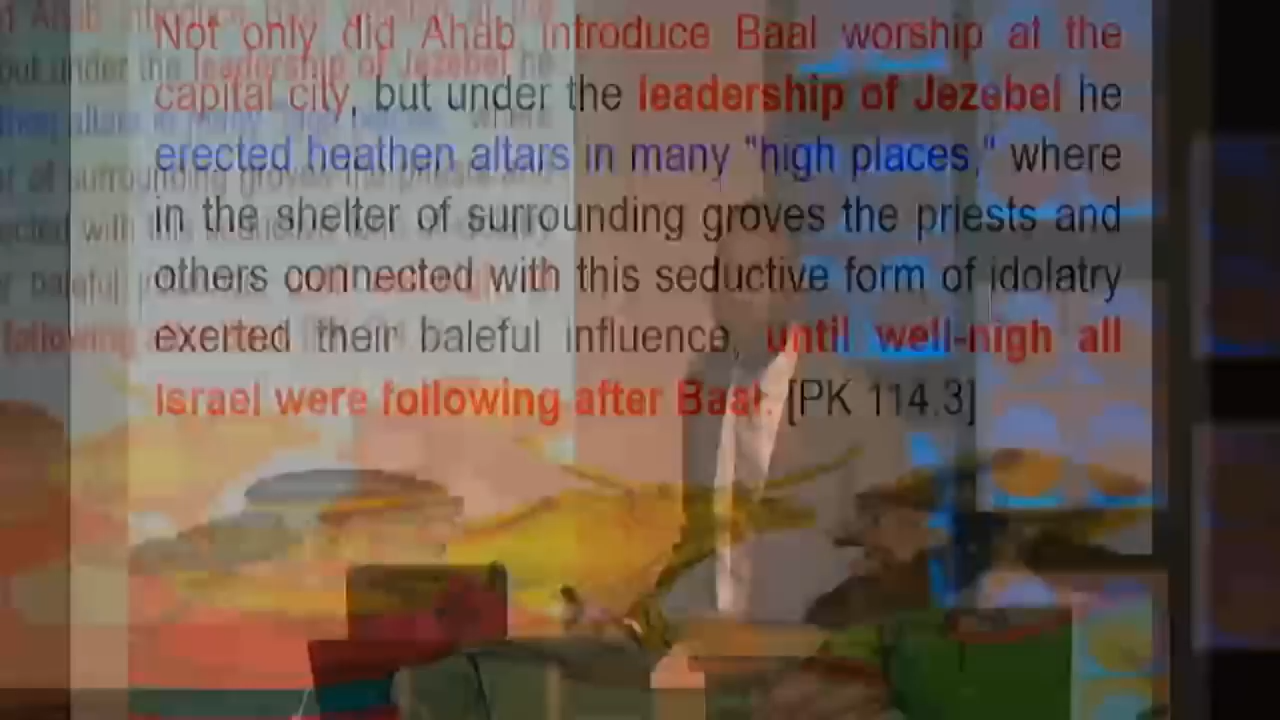 Not only did Ahab introduce Baal worship at the
capital city, but under the leadership of Jezebel he
erected heathen altars in many "high places," where
in the shelter of surrounding groves the priests and
others connected with this seductive form of idolatry
exerted their baleful influence, until well-nigh all
Israel were following after Baal. [PK 114.3]